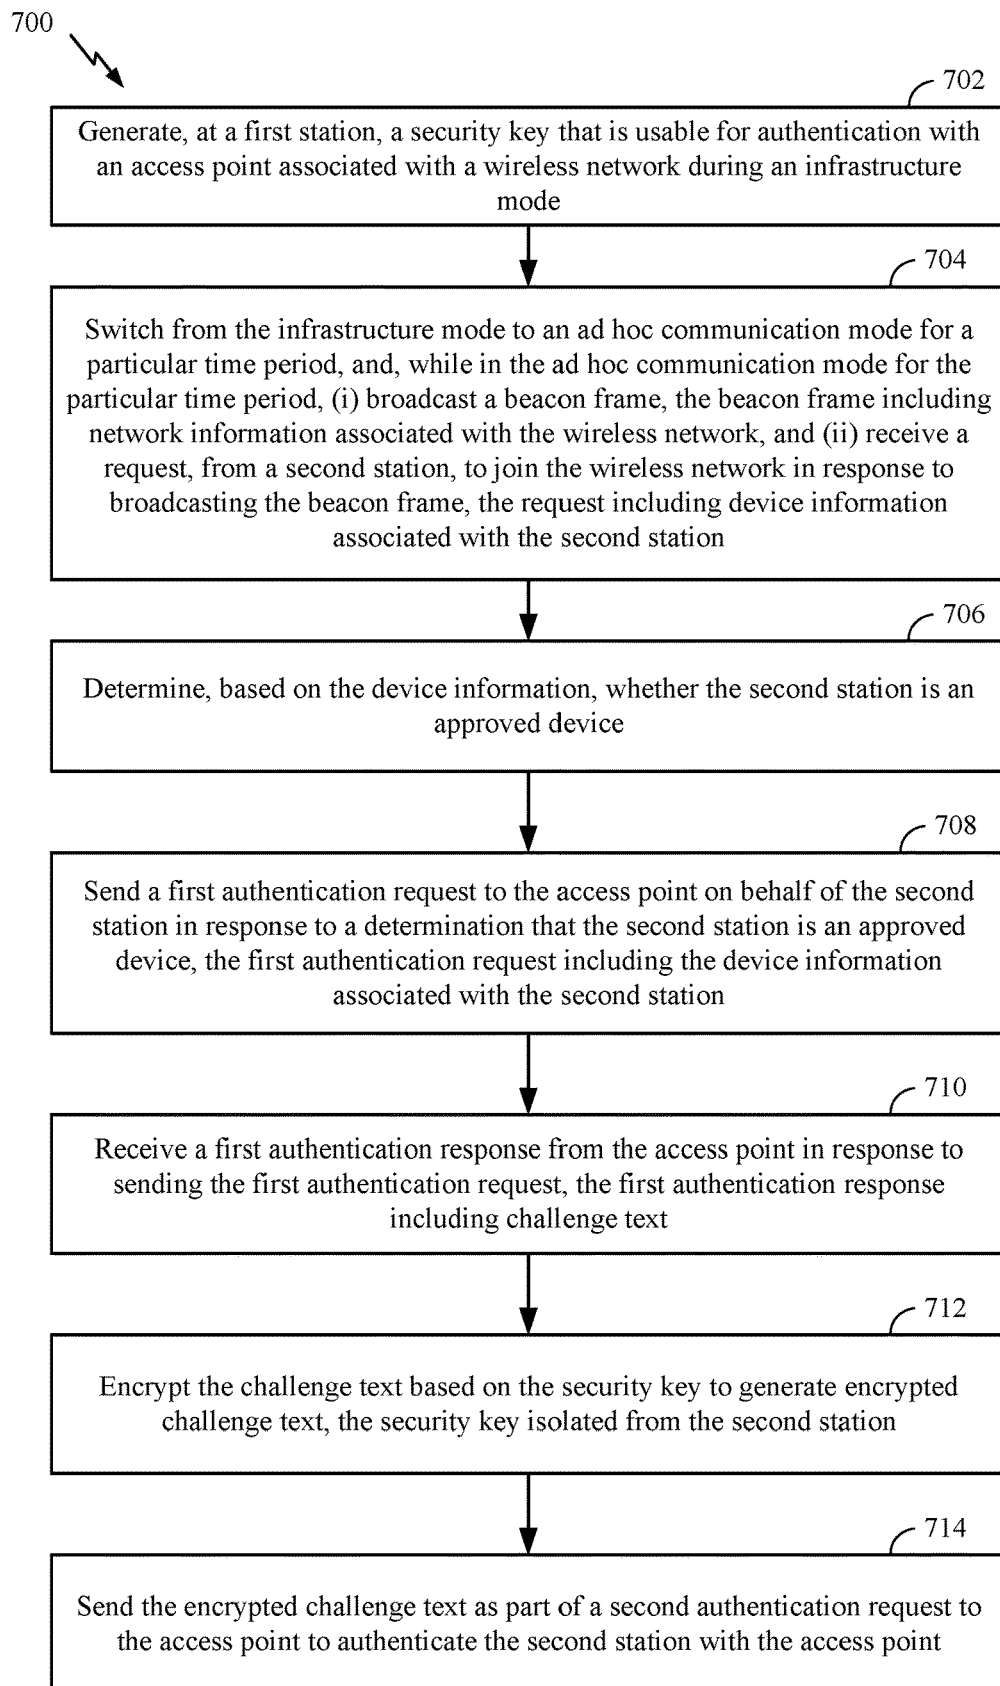 700
702
Generate, at a first station, a security key that is usable for authentication with
an access point associated with a wireless network during an infrastructure
mode
704
Switch from the infrastructure mode to an ad hoc communication mode for a
particular time period, and, while in the ad hoc communication mode for the
particular time period, (i) broadcast a beacon frame, the beacon frame including
network information associated with the wireless network, and (ii) receive a
request, from a second station, to join the wireless network in response to
broadcasting the beacon frame, the request including device information
associated with the second station
706
Determine, based on the device information, whether the second station is an
approved device
708
Send a first authentication request to the access point on behalf of the second
station in response to a determination that the second station is an approved
device, the first authentication request including the device information
associated with the second station
710
Receive a first authentication response from the access point in response to
sending the first authentication request, the first authentication response
including challenge text
712
Encrypt the challenge text based on the security key to generate encrypted
challenge text, the security key isolated from the second station
714
Send the encrypted challenge text as part of a second authentication request to
the access point to authenticate the second station with the access point